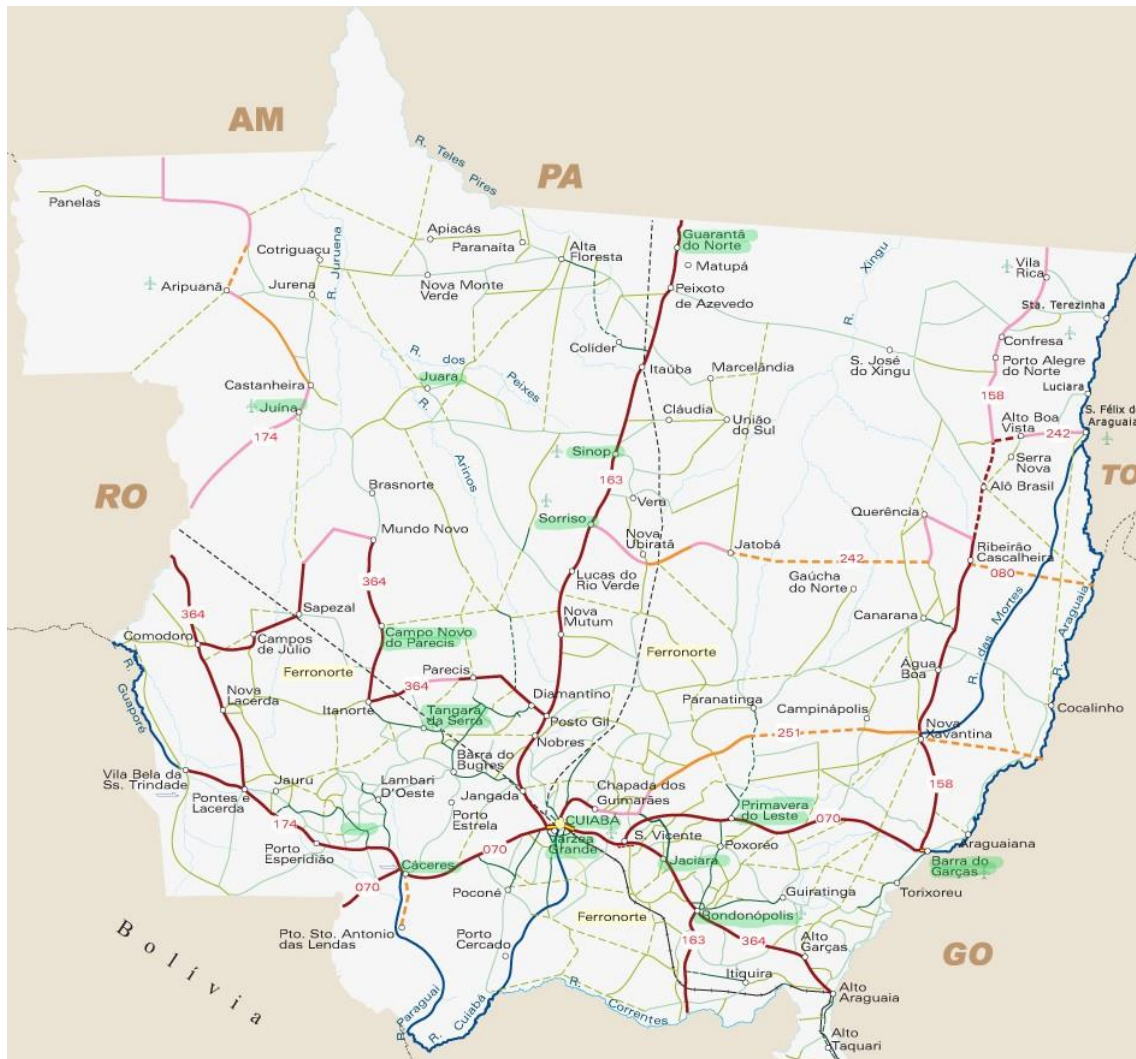 AM
PA
RO
TO
GO
Bolívia
R. Teles Pires
Panelas
Apiacás
Paranaíta
Alta
Floresta
Guarantã
do Norte
Matupá
Cotriguaçu
R. Juruena
Jurena
Nova Monte
Verde
Aripuanã
Peixoto
de Azevedo
R. Xingu
Vila
Rica
Sta. Terezinha
Confresa
Porto Alegre
do Norte
Luciara
S. José
do Xingu
Colíder
Itaúba
Marcelândia
R. dos Peixes
Juara
Castanheira
Juína
174
Cláudia
União
do Sul
158
Alto Boa
Vista
242
S. Félix d
Araguaia
Serra
Nova
Alô Brasil
Sinop
163
R. Arinos
Brasnorte
Vera
Sorriso
Mundo Novo
Nova
Ubiratã
Jatobá
Querência
242
Ribeirão
Cascalheira
080
364
364
Lucas do
Rio Verde
Gaúcha
do Norte
Canarana
R. das Mortes
R. Araguaia
Sapezal
Nova
Mutum
Comodoro
Campos
de Júlio
Campo Novo
do Parecis
Ferronorte
Ferronorte
Parecis
364
Água
Boa
R. Guaporé
Nova
Lacerda
Itanorte
Tangará
da Serra
Diamantino
Posto Gil
Paranatinga
Campinápolis
Cocalinho
251
Nova
Xavantina
Nobres
Barra do
Bugres
Vila Bela da
Ss. Trindade
Jauru
Lambari
D'Oeste
Jangada
Chapada dos
Guimarães
158
Pontes e
Lacerda
Porto
Estrela
174
CUIABÁ
Várzea
Grande
Primavera
do Leste
070
Porto
Esperidião
070
S. Vicente
Poxoréo
Araguaiana
Cáceres
Jaciara
Barra do
Garças
070
Poconé
Guiratinga
Torixoreu
Rondonópolis
Ferronorte
Pto. Sto. Antonio
das Lendas
Porto
Cercado
163
364
Alto
Garças
Itiquira
Alto
Araguaia
R. Paraguai
R. Cuiabá
R. Correntes
Alto
Taquari